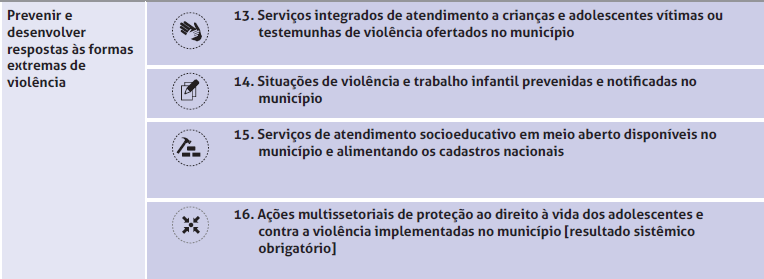 Prevenir e
desenvolver
respostas às formas
extremas de
violência
13. Serviços integrados de atendimento a crianças e adolescentes vítimas ou
testemunhas de violência ofertados no município
14. Situações de violência e trabalho infantil prevenidas e notificadas no
município
15. Serviços de atendimento socioeducativo em meio aberto disponíveis no
município e alimentando os cadastros nacionais
16. Ações multissetoriais de proteção ao direito à vida dos adolescentes e
contra a violência implementadas no município [resultado sistêmico
obrigatório]